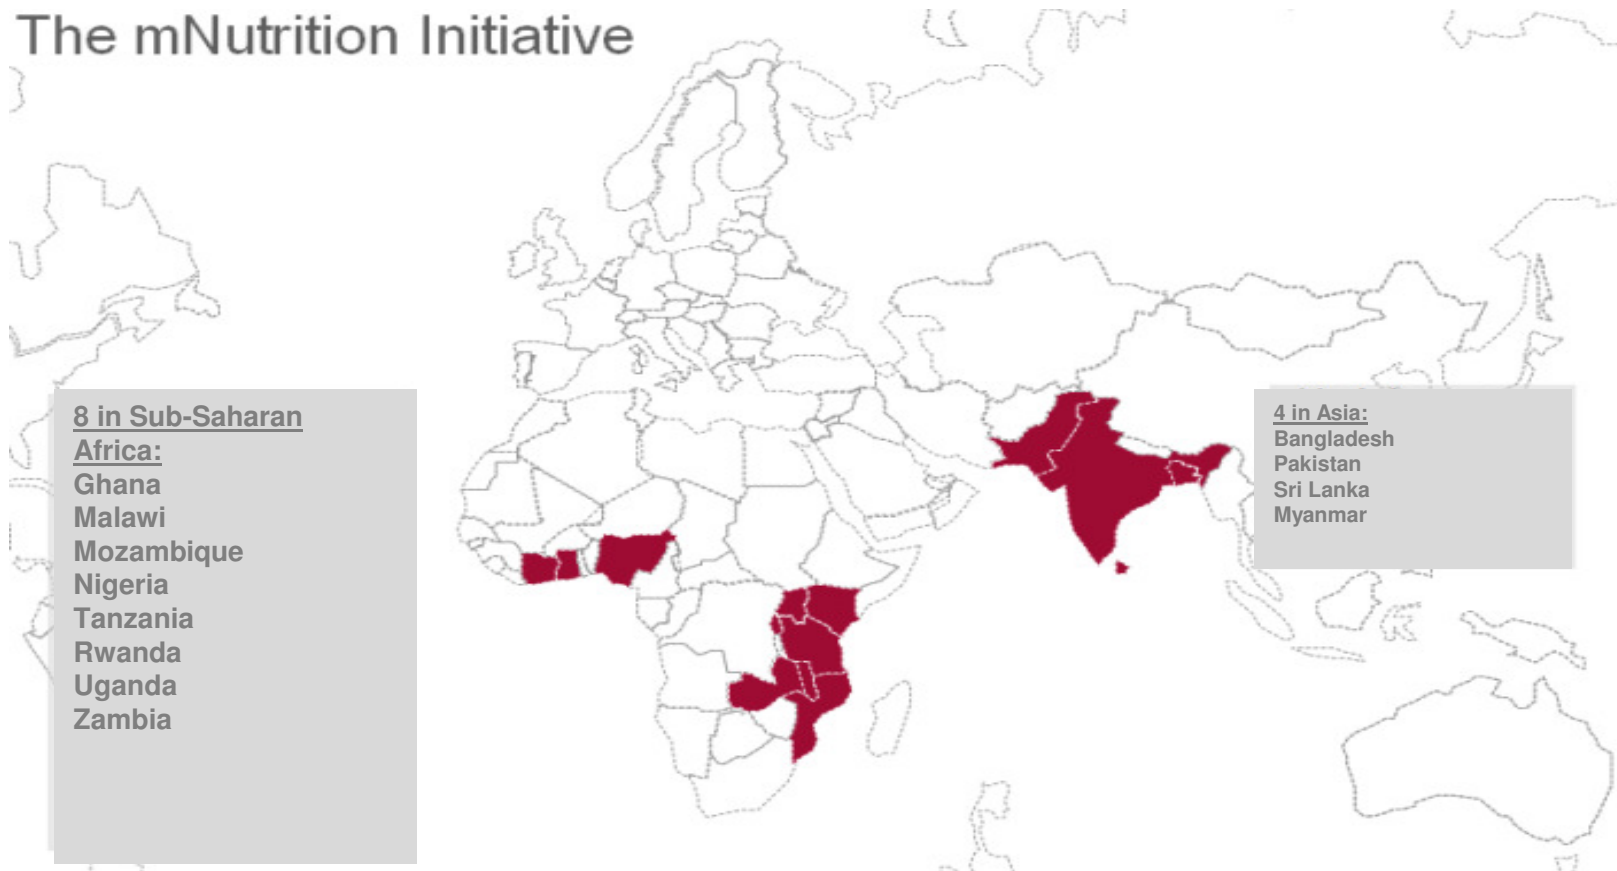 The mNutrition Initiative
8 in Sub-Saharan
Africa:
Ghana
Malawi
Mozambique
Nigeria
Tanzania
Rwanda
Uganda
Zambia
4 in Asia:
Bangladesh
Pakistan
Sri Lanka
Myanmar